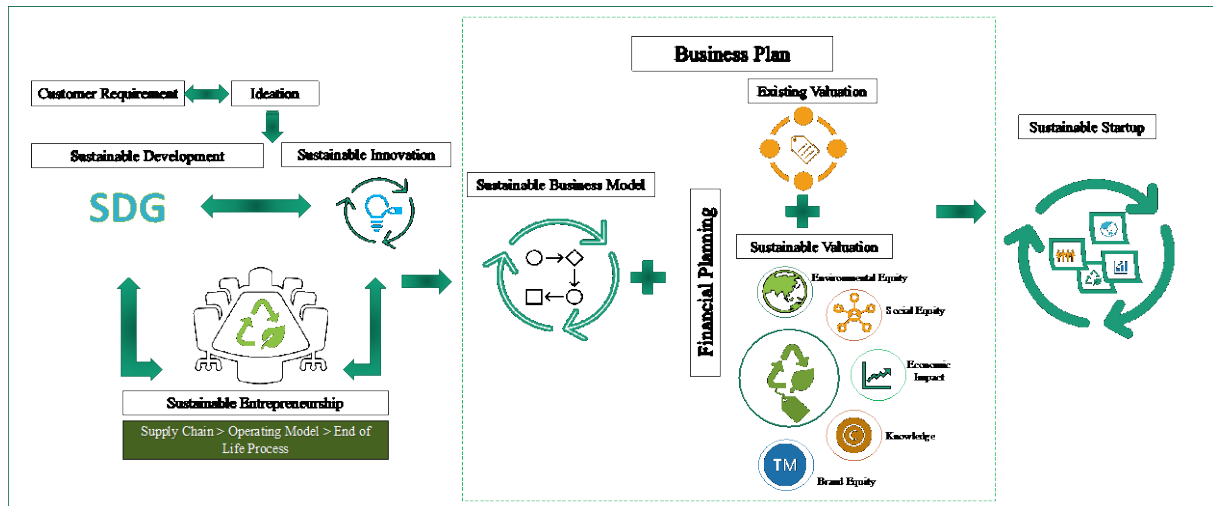 Business Plan
Customer Requirement
Ideation
Existing Valuation
Sustainable Startup
Sustainable Development
Sustainable Innovation
SDG
Sustainable Business Model
Financial Planning
Sustainable Valuation
Environmental Equity
Social Equity
Economic
Impact
Knowledge
TM
Brand Equity
Sustainable Entrepreneurship
Supply Chain > Operating Model > End of
Life Process